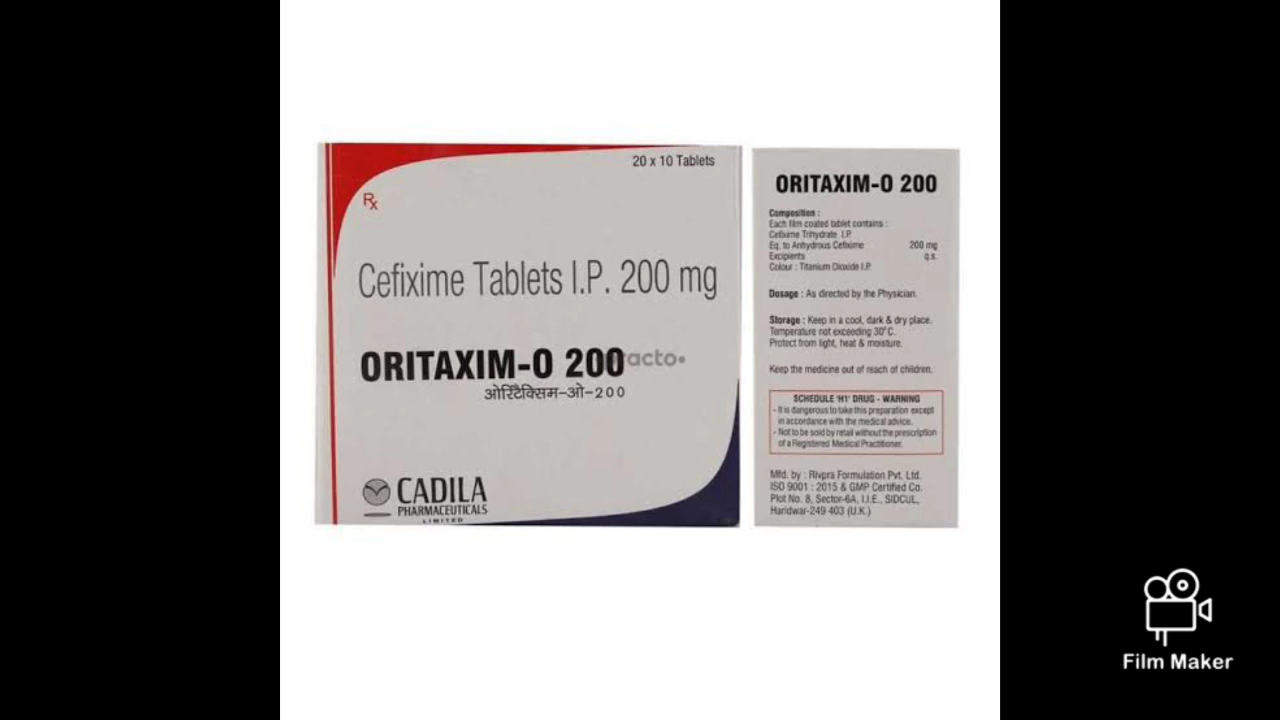 20 x 10 Tablets
Rx
Cefixime Tablets I.P. 200 mg
ORITAXIM-O 200
practo
ओरिटैक्सिम-ओ-200
CADILA
PHARMACEUTICALS
LIMITED
ORITAXIM-O 200
Composition :
Each film coated tablet contains :
Cefixime Trihydrate I.P.
Eq. to Anhydrous Cefixime 200 mg
Excipients q.s.
Colour : Titanium Dioxide I.P.
Dosage : As directed by the Physician.
Storage : Keep in a cool, dark & dry place.
Temperature not exceeding 30°C.
Protect from light, heat & moisture.
Keep the medicine out of reach of children.
SCHEDULE 'H1' DRUG - WARNING
- It is dangerous to take this preparation except
in accordance with the medical advice.
- Not to be sold by retail without the prescription
of a Registered Medical Practitioner.
Mfd. by : Rivpra Formulation Pvt. Ltd.
ISO 9001 : 2015 & GMP Certified Co.
Plot No. 8, Sector-6A, I.I.E., SIDCUL,
Haridwar-249 403 (U.K.)
Film Maker